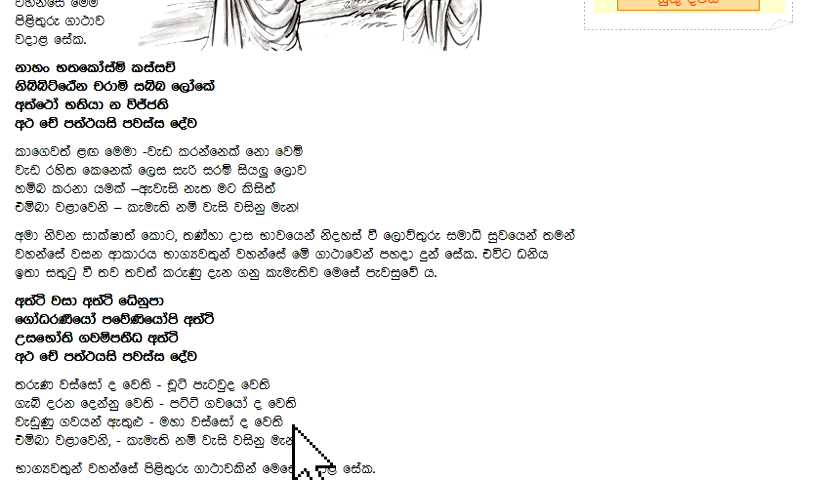 වහන්සේ මෙම
පිළිතුරු ගාථාව
වදාළ සේක.
නාහං භතකෝස්මි කස්සචි
නිබ්බිට්ඨේන චරාමි සබ්බ ලෝකේ
අත්ථෝ භතියා න විජ්ජති
අථ චේ පත්ථයසි පවස්ස දේව
කාගෙවත් ළඟ මෙමා -වැඩ කරන්නෙක් නො වෙමි
වැඩ රහිත කෙනෙක් ලෙස සැරි සරමි සියලු ලොව
හම්බ කරනා යමක් –ඇවැසි නැත මට කිසිත්
එම්බා වළාවෙනි – කැමැති නම් වැසි වසිනු මැන!
අමා නිවන සාක්ෂාත් කොට, තණ්හා දාස භාවයෙන් නිදහස් වී ලොව්තුරු සමාධි සුවයෙන් තමන්
වහන්සේ වසන ආකාරය භාග්‍යවතුන් වහන්සේ මේ ගාථාවෙන් පහදා දුන් සේක. එවිට ධනිය
ඉතා සතුටු වී තව තවත් කරුණු දැන ගනු කැමැතිව මෙසේ පැවසුවේ ය.
අත්ථි වසා අත්ථි ධේනුපා
ගෝධරණියෝ පවේණියෝපි අත්ථි
උසභෝති ගවම්පතීධ අත්ථි
අථ චේ පත්ථයසි පවස්ස දේව
තරුණ වස්සෝ ද වෙති - චූටි පැටවුද වෙති
ගැබ් දරන දෙන්නු වෙති - පට්ටි ගවයෝ ද වෙති
වැඩුණු ගවයන් ඇතුළු - මහා වස්සෝ ද වෙති
එම්බා වළාවෙනි, - කැමැති නම් වැසි වසිනු
භාග්‍යවතුන් වහන්සේ පිළිතුරු ගාථාවකින් සේක.